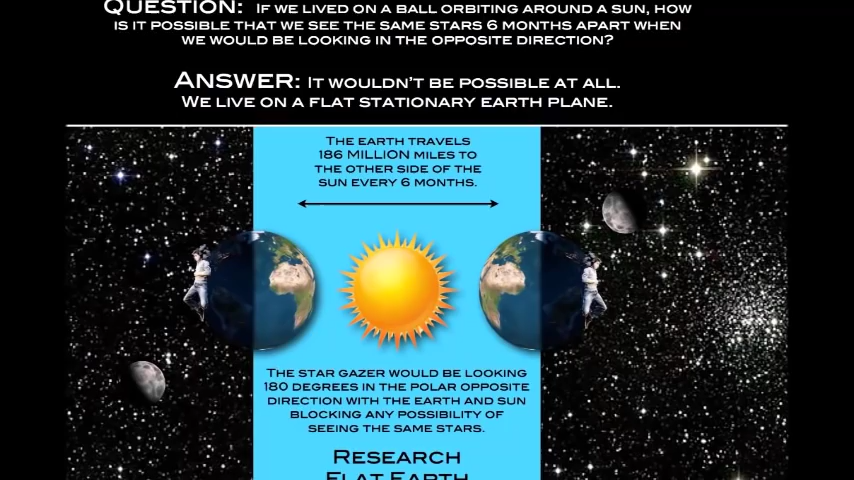 QUESTION: IF WE LIVED ON A BALL ORBITING AROUND A SUN, HOW
IS IT POSSIBLE THAT WE SEE THE SAME STARS 6 MONTHS APART WHEN
WE WOULD BE LOOKING IN THE OPPOSITE DIRECTION?
ANSWER: IT WOULDN'T BE POSSIBLE AT ALL.
WE LIVE ON A FLAT STATIONARY EARTH PLANE.
THE EARTH TRAVELS
186 MILLION MILES TO
THE OTHER SIDE OF THE
SUN EVERY 6 MONTHS.
THE STAR GAZER WOULD BE LOOKING
180 DEGREES IN THE POLAR OPPOSITE
DIRECTION WITH THE EARTH AND SUN
BLOCKING ANY POSSIBILITY OF
SEEING THE SAME STARS.
RESEARCH
FLAT EARTH